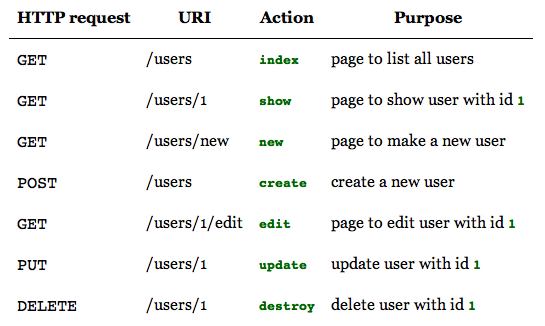 HTTP request URI Action Purpose
GET /users index page to list all users
GET /users/1 show page to show user with id 1
GET /users/new new page to make a new user
POST /users create create a new user
GET /users/1/edit edit page to edit user with id 1
PUT /users/1 update update user with id 1
DELETE /users/1 destroy delete user with id 1